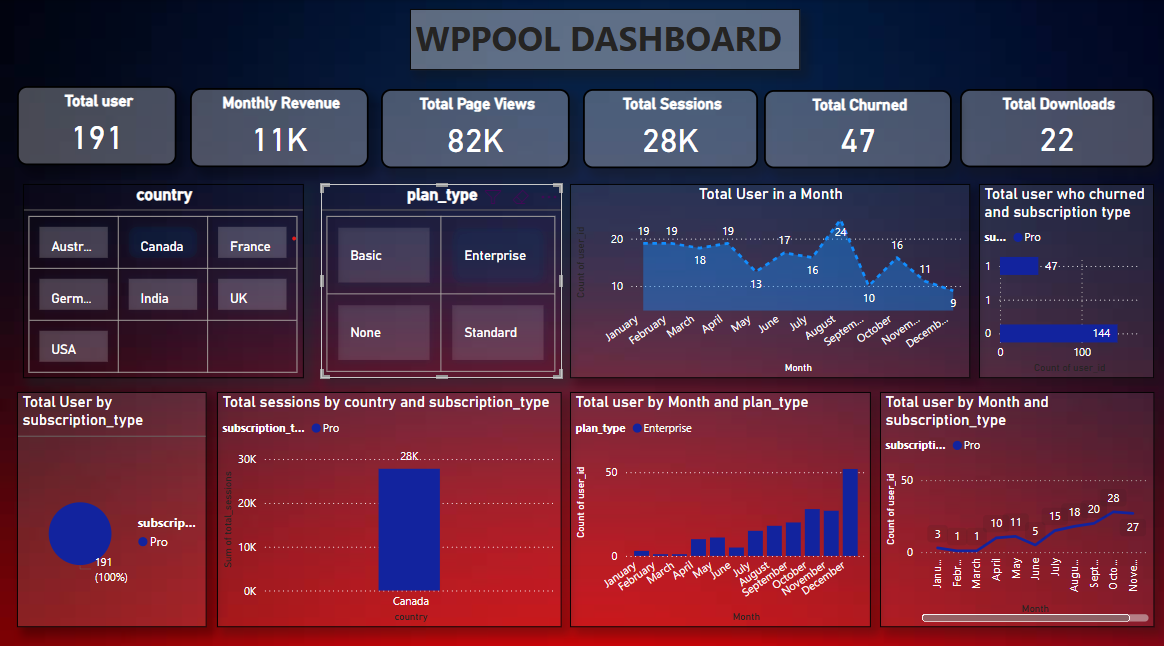 WPPOOL DASHBOARD
Total user
191
Monthly Revenue
11K
Total Page Views
82K
Total Sessions
28K
Total Churned
47
Total Downloads
22
country
Austr...
Canada
France
Germ...
India
UK
USA
plan_type
Basic
Enterprise
None
Standard
Total User in a Month
Count of user_id
20
10
19
19
18
19
13
17
16
24
10
16
11
9
January
February
March
April
May
June
July
August
Septem...
October
Novem...
Decemb...
Month
Total user who churned
and subscription type
su...
Pro
1
47
1
0
144
0
100
Count of user_id
Total User by
subscription_type
subscrip...
Pro
191
(100%)
Total sessions by country and subscription_type
subscription_t...
Pro
Sum of total_sessions
30K
20K
10K
0K
28K
Canada
country
Total user by Month and plan_type
plan_type
Enterprise
Count of user_id
50
0
January
February
March
April
May
June
July
August
September
October
November
December
Month
Total user by Month and
subscription_type
subscripti...
Pro
Count of user_id
50
0
3
1
1
10
11
5
15
18
20
28
27
Janu...
Febr...
March
April
May
June
July
Augu...
Sept...
Octo...
Nove...
Month